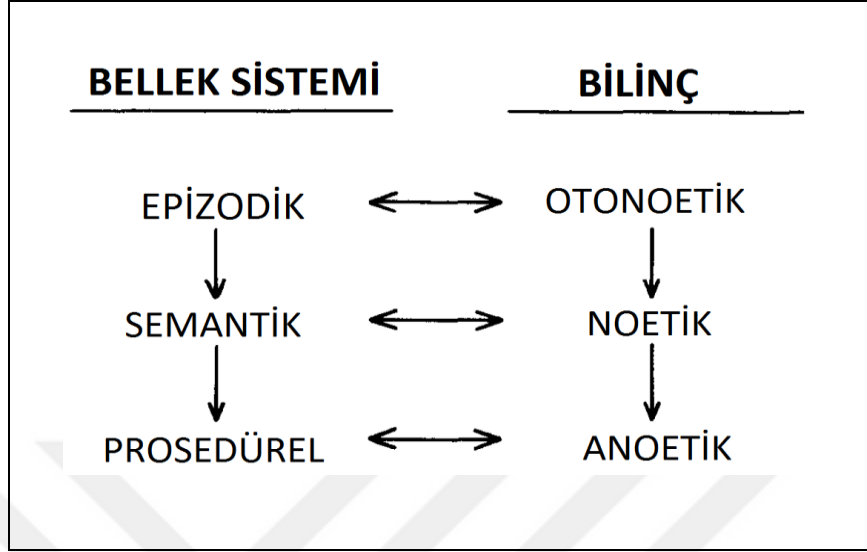 BELLEK SİSTEMİ BİLİNÇ
EPİZODİK OTONOETİK
SEMANTİK NOETİK
PROSEDÜREL ANOETİK